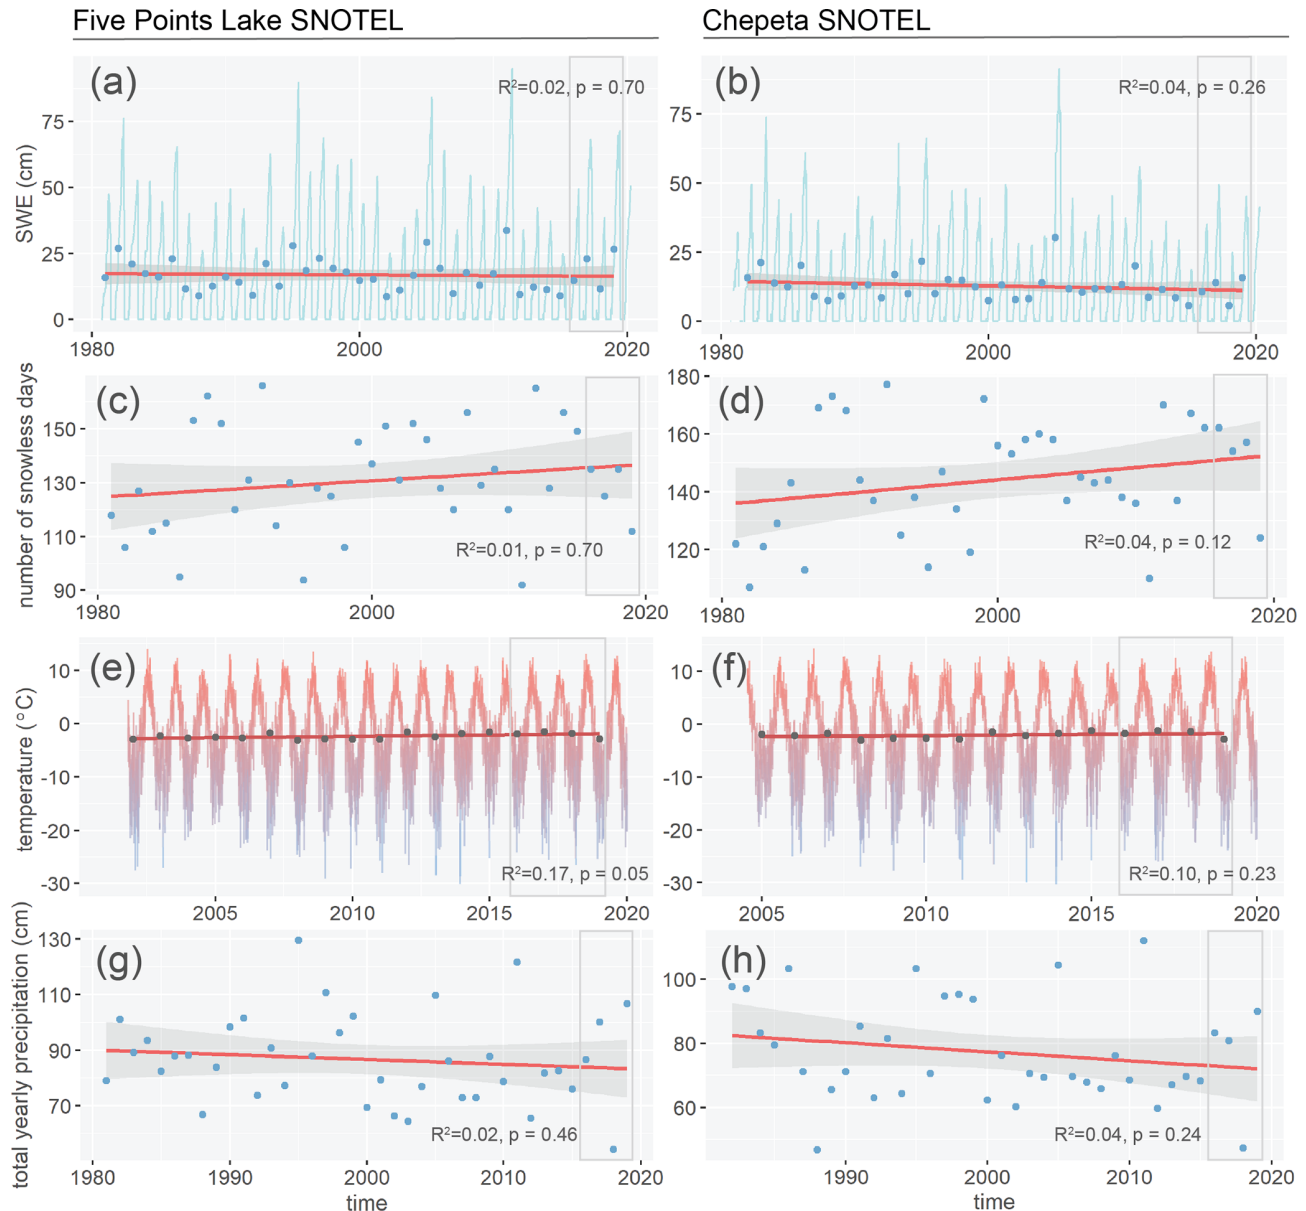 Five Points Lake SNOTEL
Chepeta SNOTEL
(a)
R²=0.02, p = 0.70
SWE (cm)
75
50
25
0
1980
2000
2020
(b)
R²=0.04, p = 0.26
75
50
25
0
1980
2000
2020
(c)
R²=0.01, p = 0.70
number of snowless days
150
130
110
90
1980
2000
2020
(d)
R²=0.04, p = 0.12
180
160
140
120
1980
2000
2020
(e)
R²=0.17, p = 0.05
temperature (°C)
10
0
-10
-20
-30
2005
2010
2015
2020
(f)
R²=0.10, p = 0.23
10
0
-10
-20
-30
2005
2010
2015
2020
(g)
R²=0.02, p = 0.46
total yearly precipitation (cm)
130
110
90
70
1980
1990
2000
2010
2020
time
(h)
R²=0.04, p = 0.24
100
80
60
1990
2000
2010
2020
time